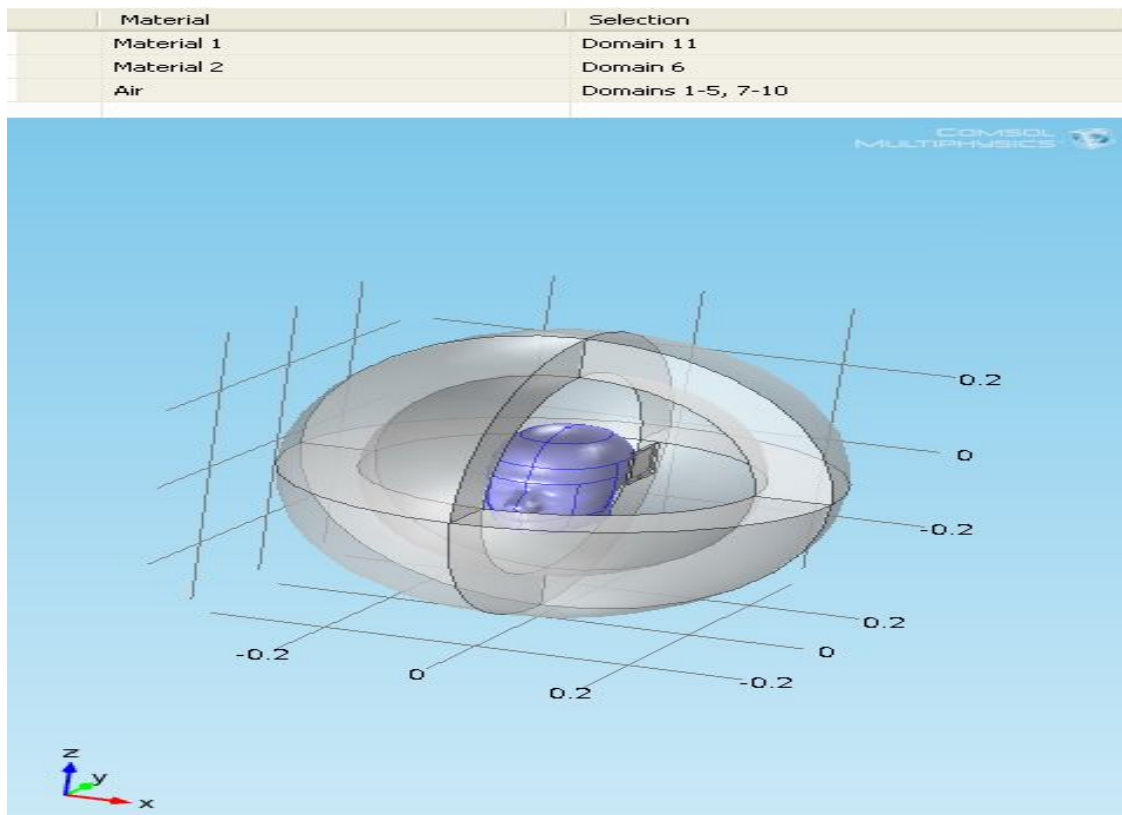 Material Selection
Material 1 Domain 11
Material 2 Domain 6
Air Domains 1-5, 7-10
COMSOL
MULTIPHYSICS
0.2
0
-0.2
0.2
-0.2 0
0 -0.2
0.2
z
y
x